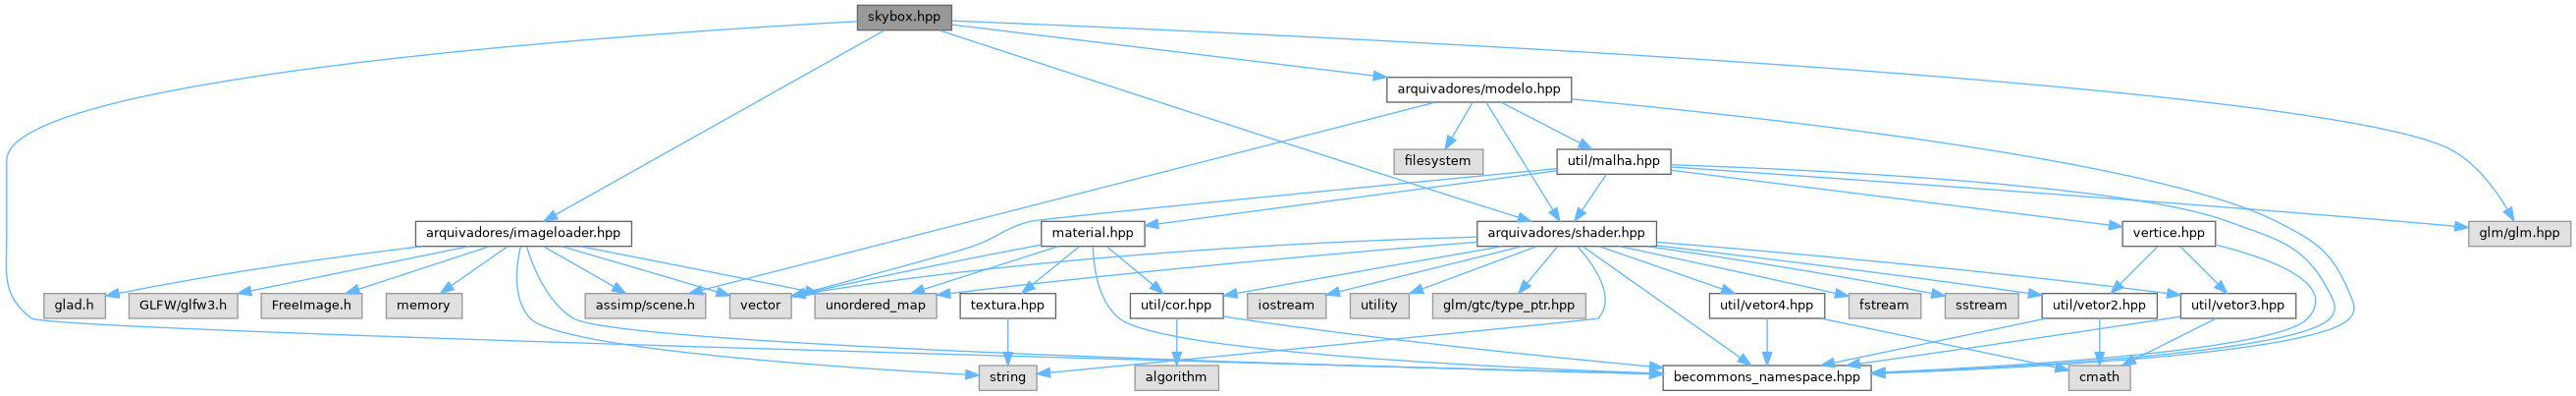 skybox.hpp
arquivadores/modelo.hpp
filesystem
util/malha.hpp
arquivadores/imageloader.hpp
material.hpp
arquivadores/shader.hpp
vertice.hpp
glm/glm.hpp
glad.h
GLFW/glfw3.h
FreeImage.h
memory
assimp/scene.h
vector
unordered_map
textura.hpp
util/cor.hpp
iostream
utility
glm/gtc/type_ptr.hpp
util/vetor4.hpp
fstream
sstream
util/vetor2.hpp
util/vetor3.hpp
string
algorithm
becommons_namespace.hpp
cmath